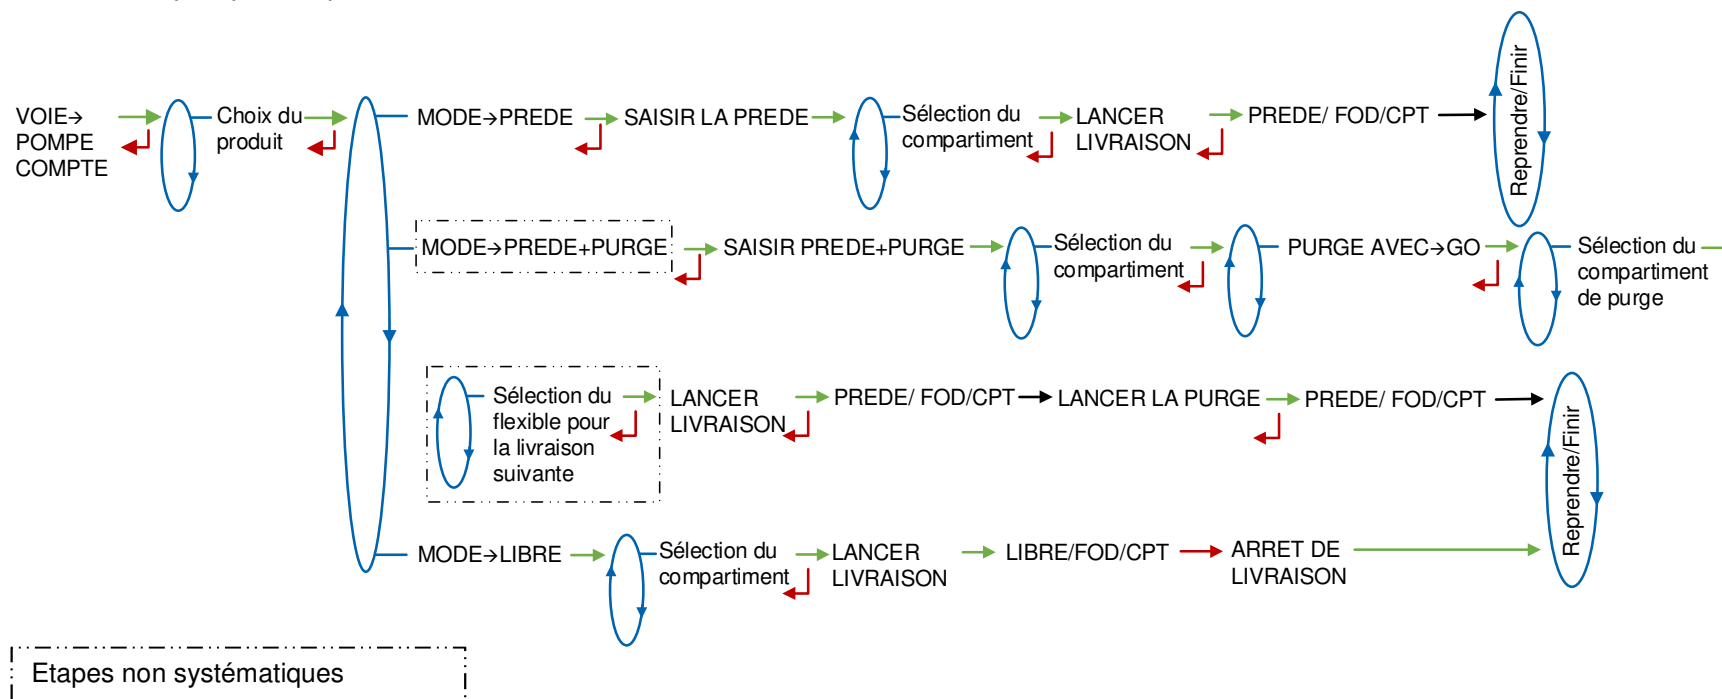 VOIE→
POMPE
COMPTE
Choix du
produit
MODE→PREDE
SAISIR LA PREDE
Sélection du
compartiment
LANCER
LIVRAISON
PREDE/ FOD/CPT
Reprendre/Finir
MODE→PREDE+PURGE
SAISIR PREDE+PURGE
Sélection du
compartiment
PURGE AVEC→GO
Sélection du
compartiment
de purge
Sélection du
flexible pour
la livraison
suivante
LANCER
LIVRAISON
PREDE/ FOD/CPT
LANCER LA PURGE
PREDE/ FOD/CPT
Reprendre/Finir
MODE→LIBRE
Sélection du
compartiment
LANCER
LIVRAISON
LIBRE/FOD/CPT
ARRET DE
LIVRAISON
Etapes non systématiques